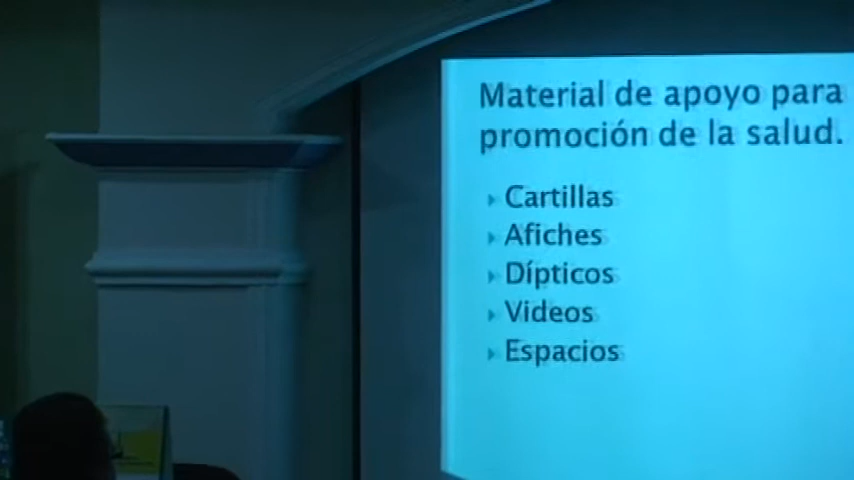 Material de apoyo para
promoción de la salud.
Cartillas
Afiches
Dípticos
Videos
Espacios